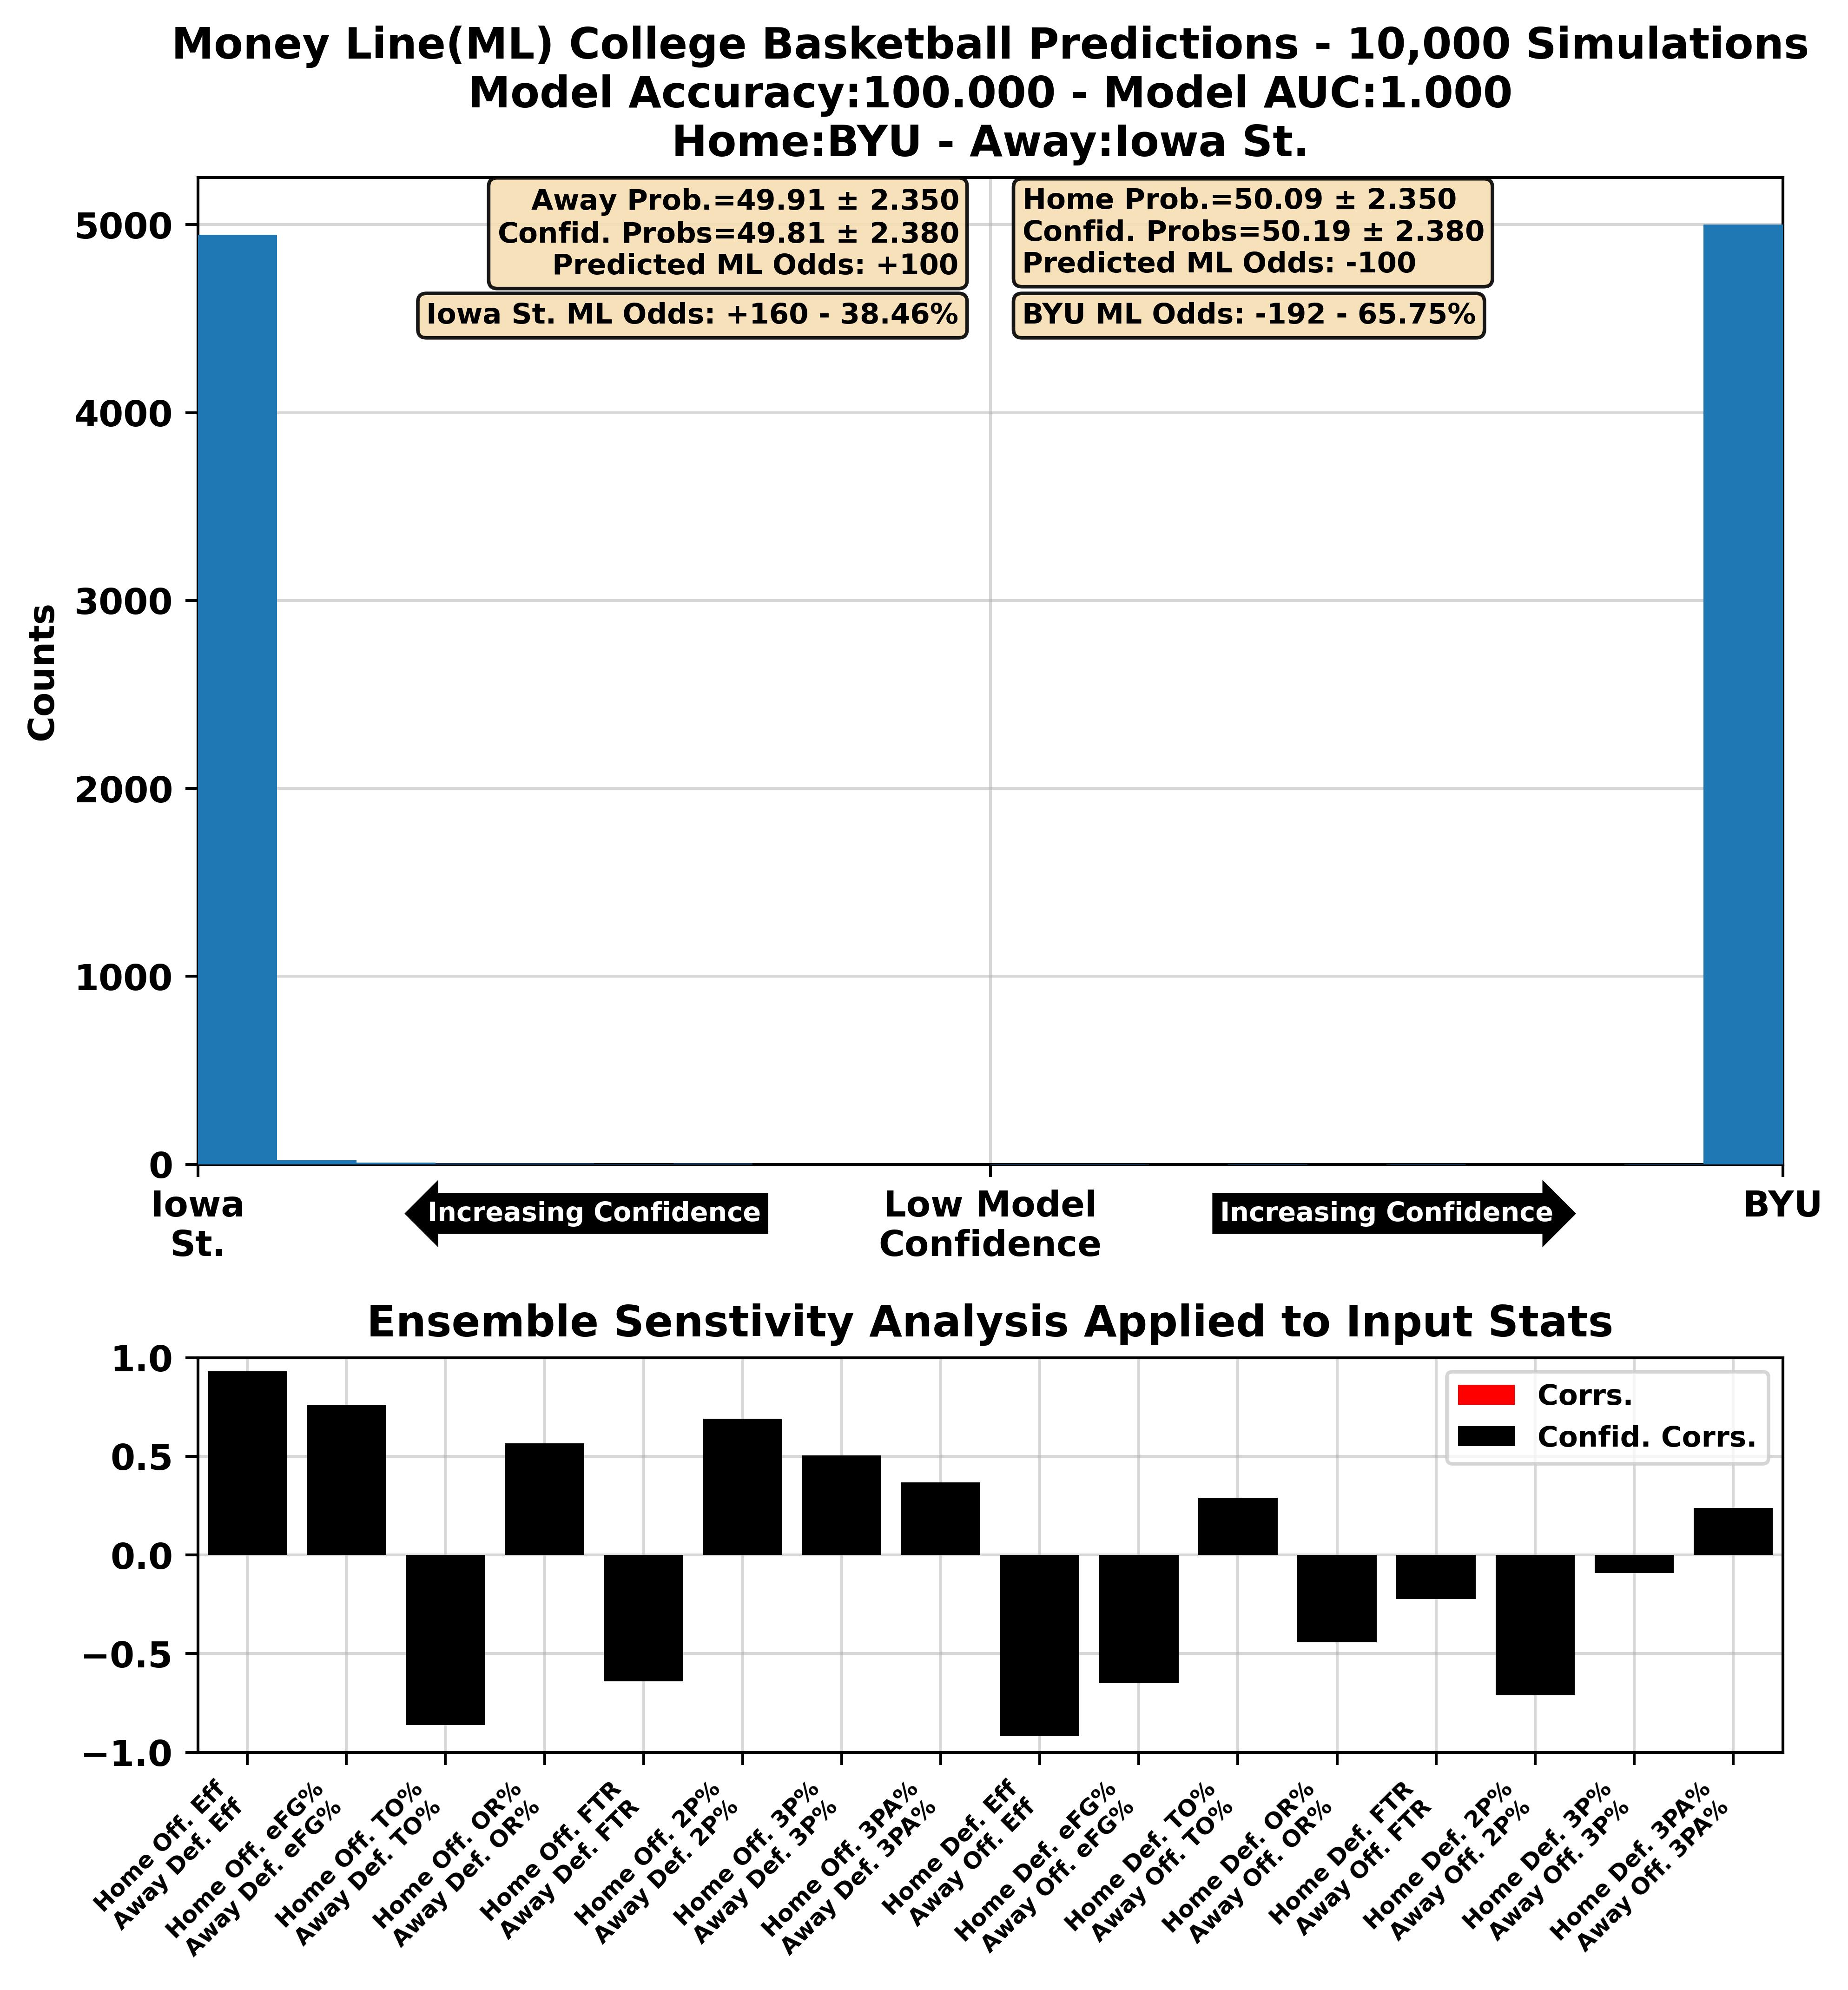 Money Line(ML) College Basketball Predictions - 10,000 Simulations
Model Accuracy:100.000 - Model AUC:1.000
Home:BYU - Away:Iowa St.
Away Prob.=49.91 ± 2.350
Confid. Probs=49.81 ± 2.380
Predicted ML Odds: +100
Iowa St. ML Odds: +160 - 38.46%
Home Prob.=50.09 ± 2.350
Confid. Probs=50.19 ± 2.380
Predicted ML Odds: -100
BYU ML Odds: -192 - 65.75%
Counts
5000
4000
3000
2000
1000
0
Iowa
St.
Increasing Confidence
Low Model
Confidence
Increasing Confidence
BYU
Ensemble Senstivity Analysis Applied to Input Stats
1.0
0.5
0.0
−0.5
−1.0
Corrs.
Confid. Corrs.
Home Off. Eff
Away Def. Eff
Home Off. eFG%
Away Def. eFG%
Home Off. TO%
Away Def. TO%
Home Off. OR%
Away Def. OR%
Home Off. FTR
Away Def. FTR
Home Off. 2P%
Away Def. 2P%
Home Off. 3P%
Away Def. 3P%
Home Off. 3PA%
Away Def. 3PA%
Home Def. Eff
Away Off. Eff
Home Def. eFG%
Away Off. eFG%
Home Def. TO%
Away Off. TO%
Home Def. OR%
Away Off. OR%
Home Def. FTR
Away Off. FTR
Home Def. 2P%
Away Off. 2P%
Home Def. 3P%
Away Off. 3P%
Home Def. 3PA%
Away Off. 3PA%